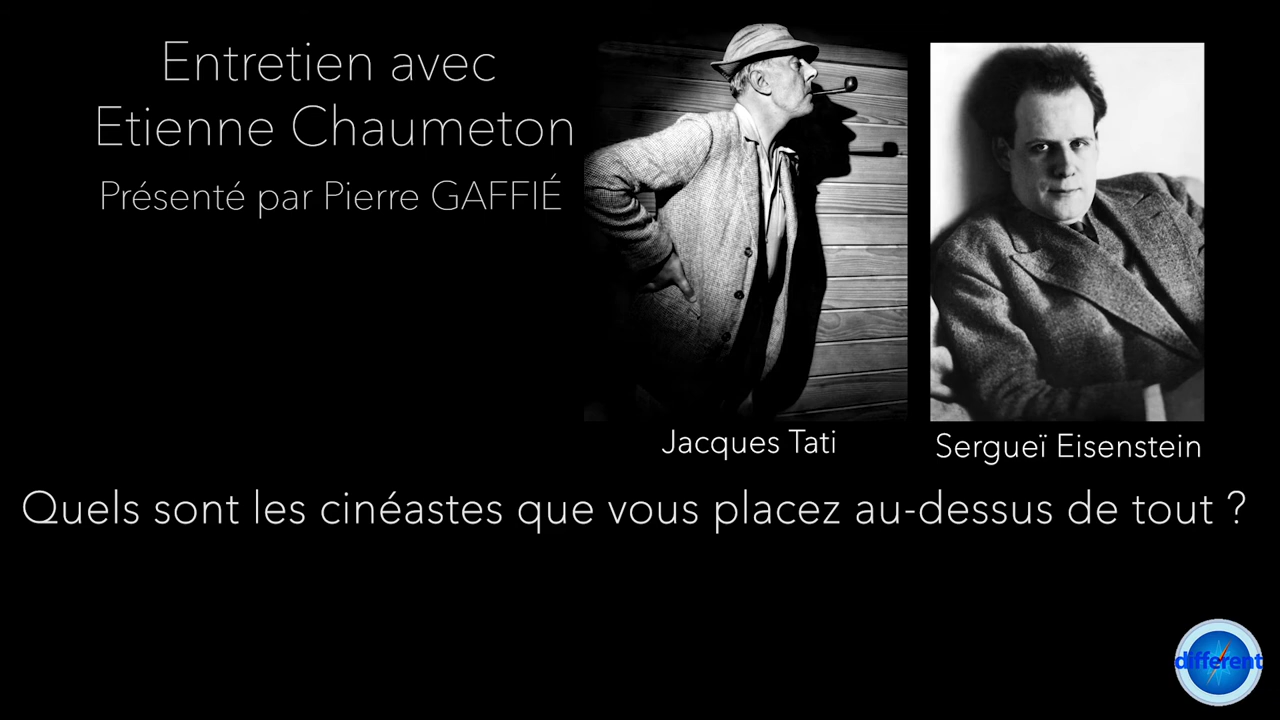 Entretien avec
Etienne Chaumeton
Présenté par Pierre GAFFIÉ
Jacques Tati
Sergueï Eisenstein
Quels sont les cinéastes que vous placez au-dessus de tout ?
différent